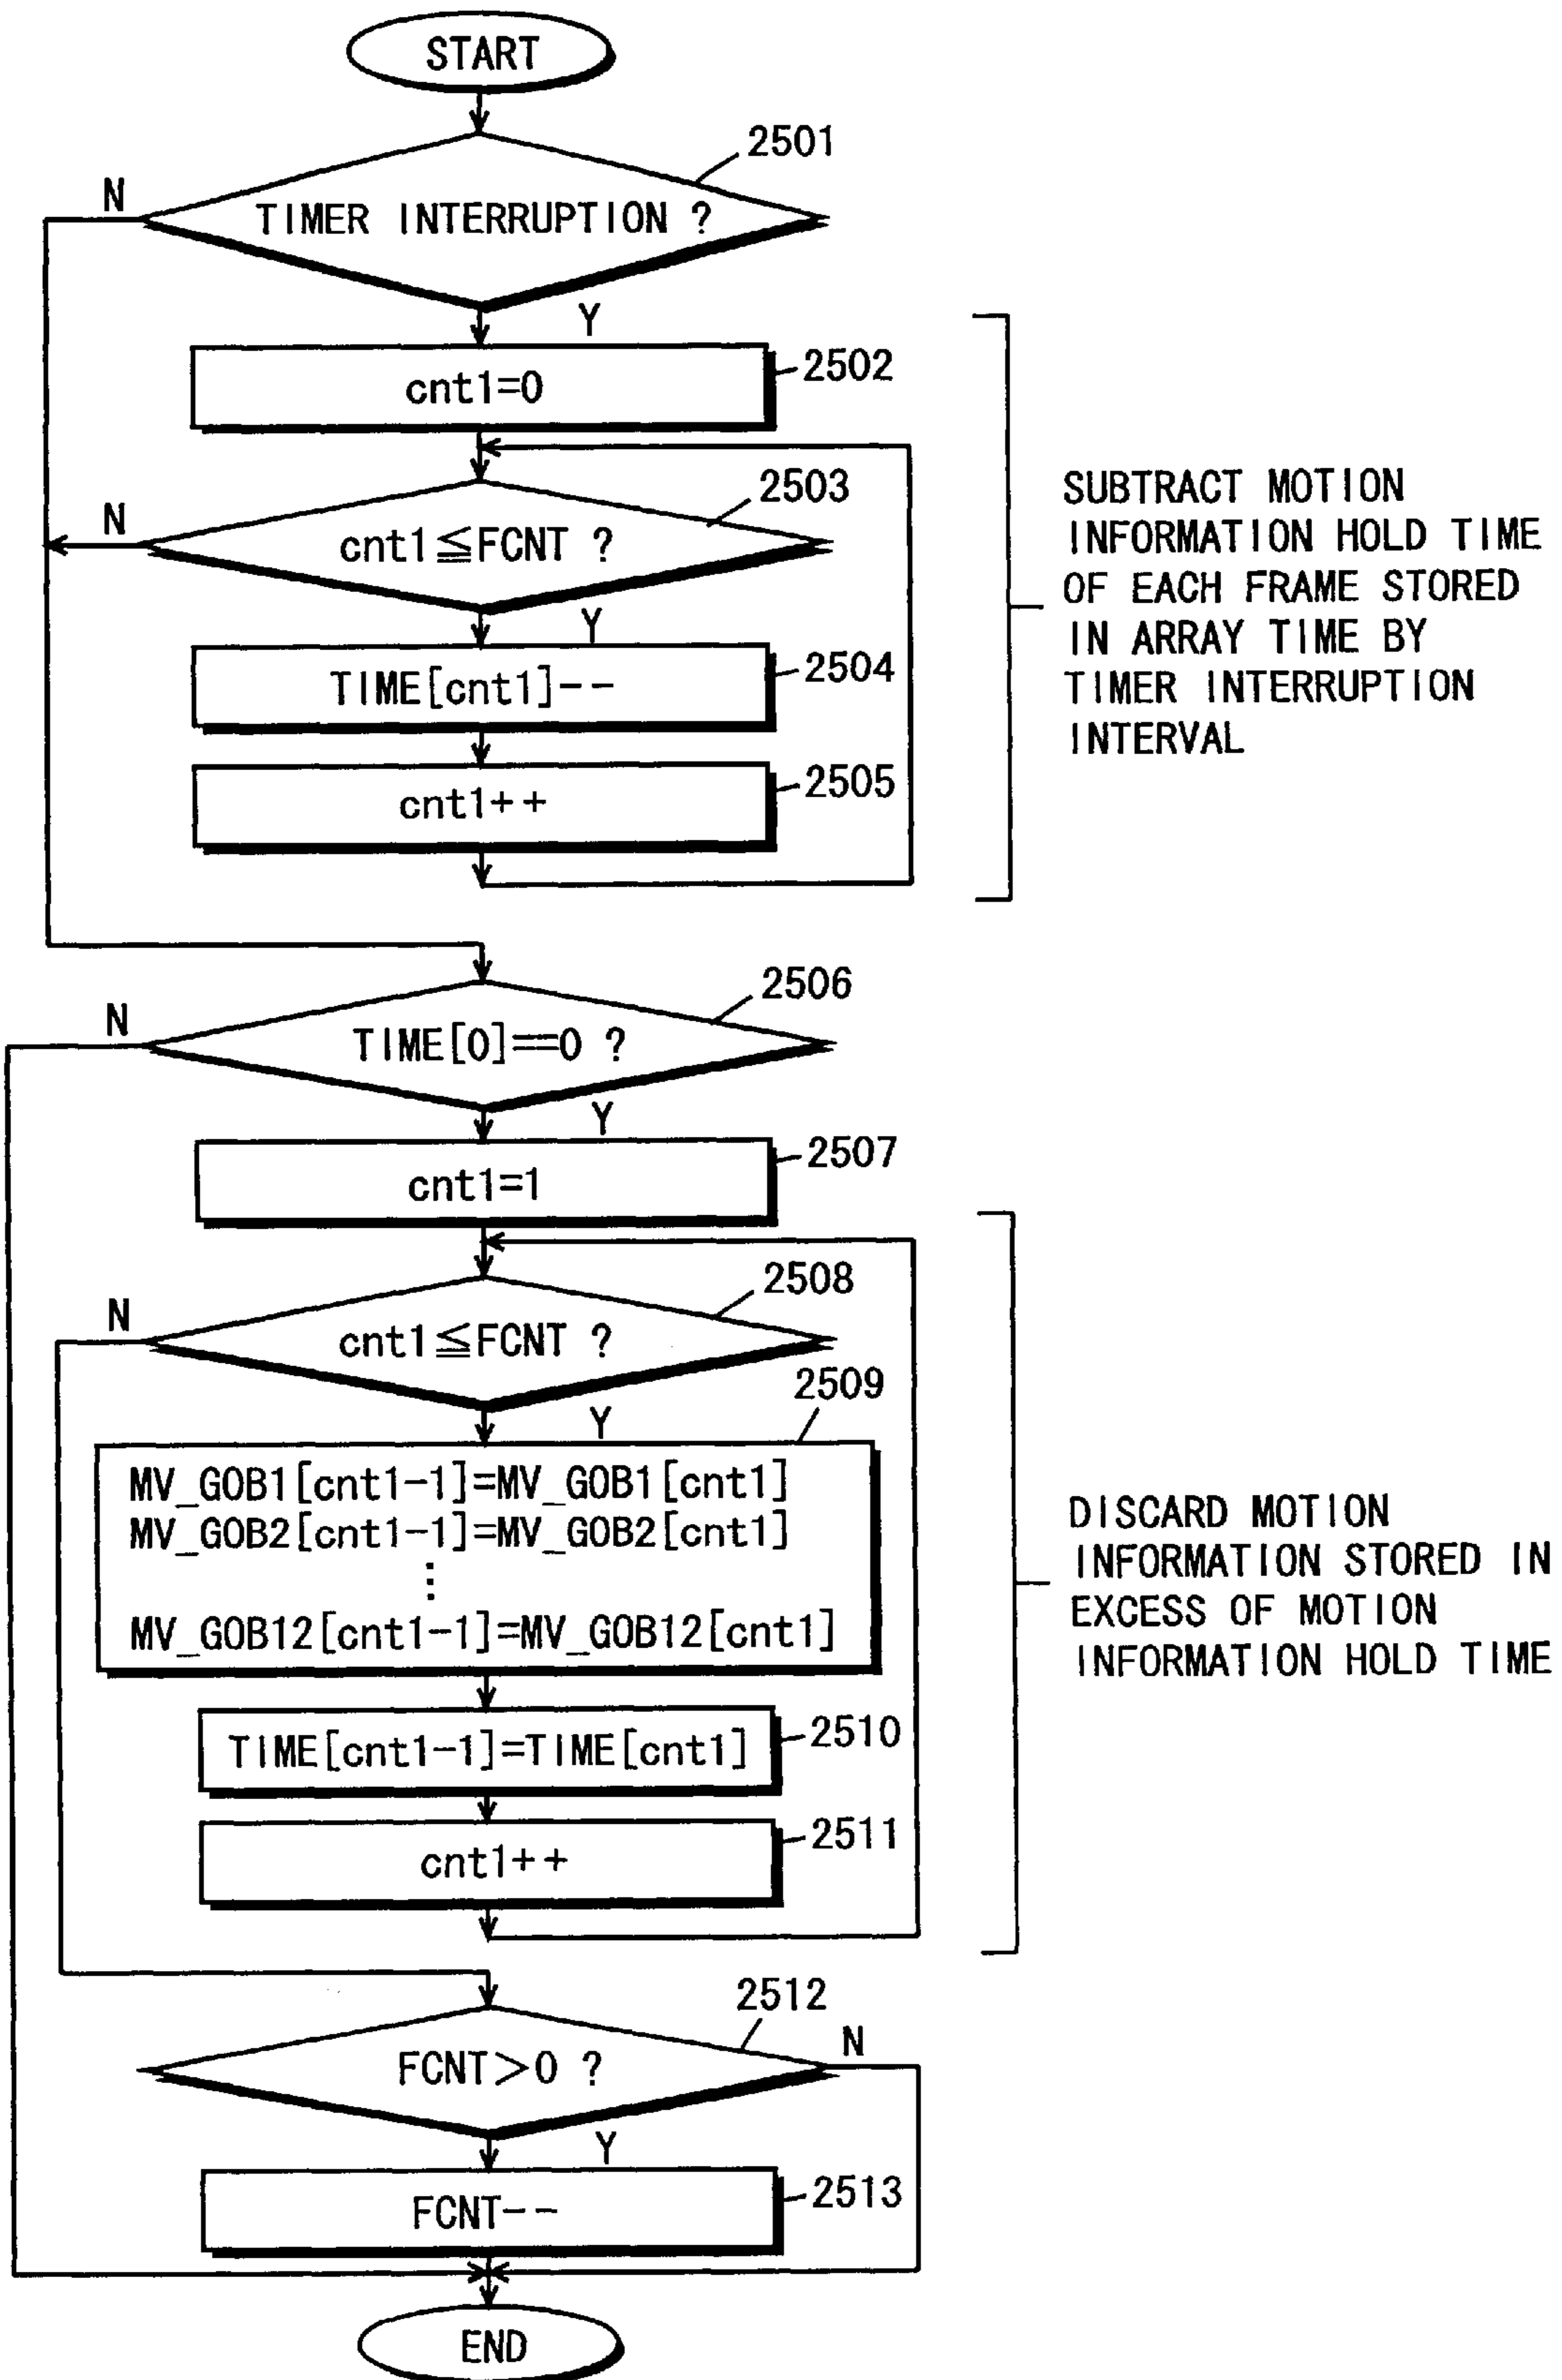 START
2501
N
TIMER INTERRUPTION ?
Y
cnt1=0
2502
2503
N
cnt1≦FCNT ?
Y
TIME[cnt1]--
2504
cnt1++
2505
SUBTRACT MOTION
INFORMATION HOLD TIME
OF EACH FRAME STORED
IN ARRAY TIME BY
TIMER INTERRUPTION
INTERVAL
2506
N
TIME[0]==0 ?
Y
cnt1=1
2507
2508
N
cnt1≦FCNT ?
2509
Y
MV_GOB1[cnt1-1]=MV_GOB1[cnt1]
MV_GOB2[cnt1-1]=MV_GOB2[cnt1]
⋮
MV_GOB12[cnt1-1]=MV_GOB12[cnt1]
TIME[cnt1-1]=TIME[cnt1]
2510
cnt1++
2511
DISCARD MOTION
INFORMATION STORED IN
EXCESS OF MOTION
INFORMATION HOLD TIME
2512
N
FCNT>0 ?
Y
FCNT--
2513
END